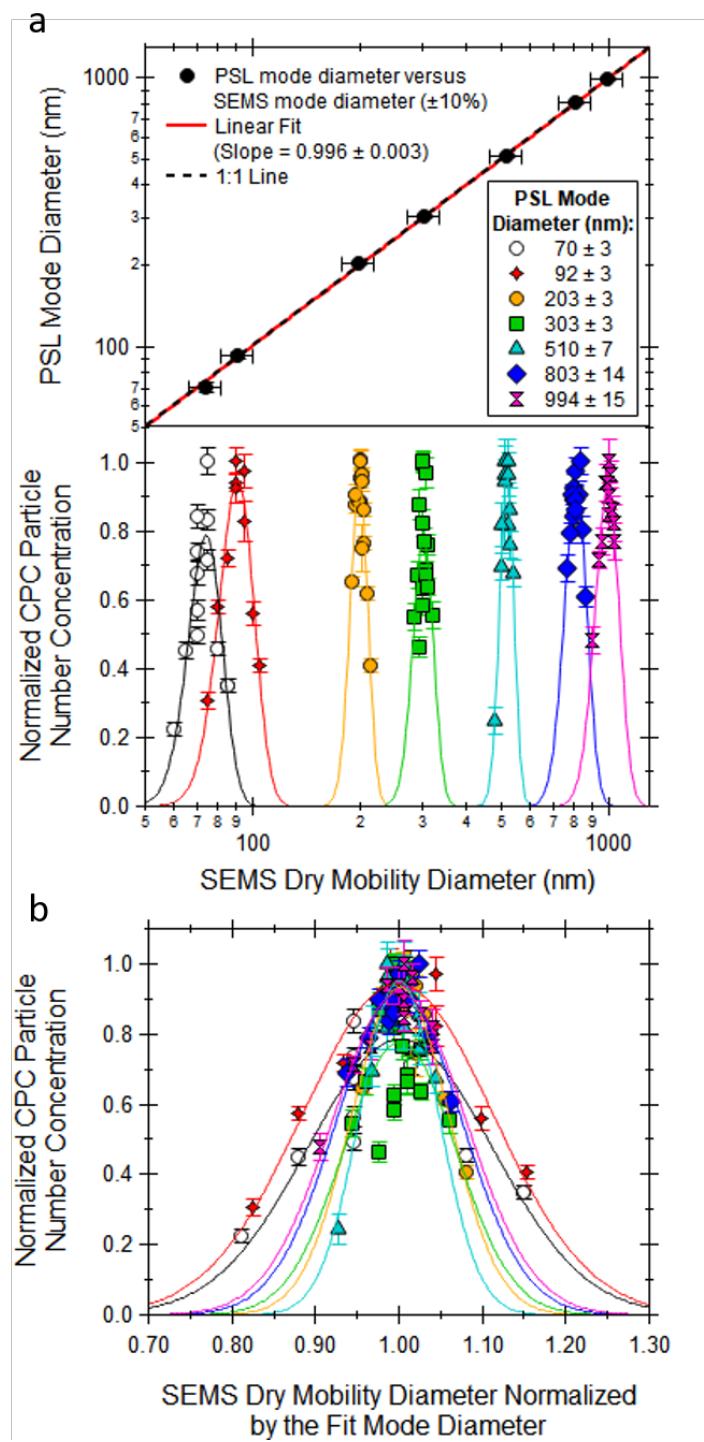 a
PSL mode diameter versus
SEMS mode diameter (±10%)
Linear Fit
(Slope = 0.996 ± 0.003)
1:1 Line
PSL Mode
Diameter (nm):
70 ± 3
92 ± 3
203 ± 3
303 ± 3
510 ± 7
803 ± 14
994 ± 15
PSL Mode Diameter (nm)
1000
7
6
5
4
3
2
100
7
6
5
Normalized CPC Particle
Number Concentration
1.0
0.8
0.6
0.4
0.2
0.0
5 6 7 8 9 2 3 4 5 6 7 8 9
100 1000
SEMS Dry Mobility Diameter (nm)
b
Normalized CPC Particle
Number Concentration
1.0
0.8
0.6
0.4
0.2
0.0
0.70 0.80 0.90 1.00 1.10 1.20 1.30
SEMS Dry Mobility Diameter Normalized
by the Fit Mode Diameter